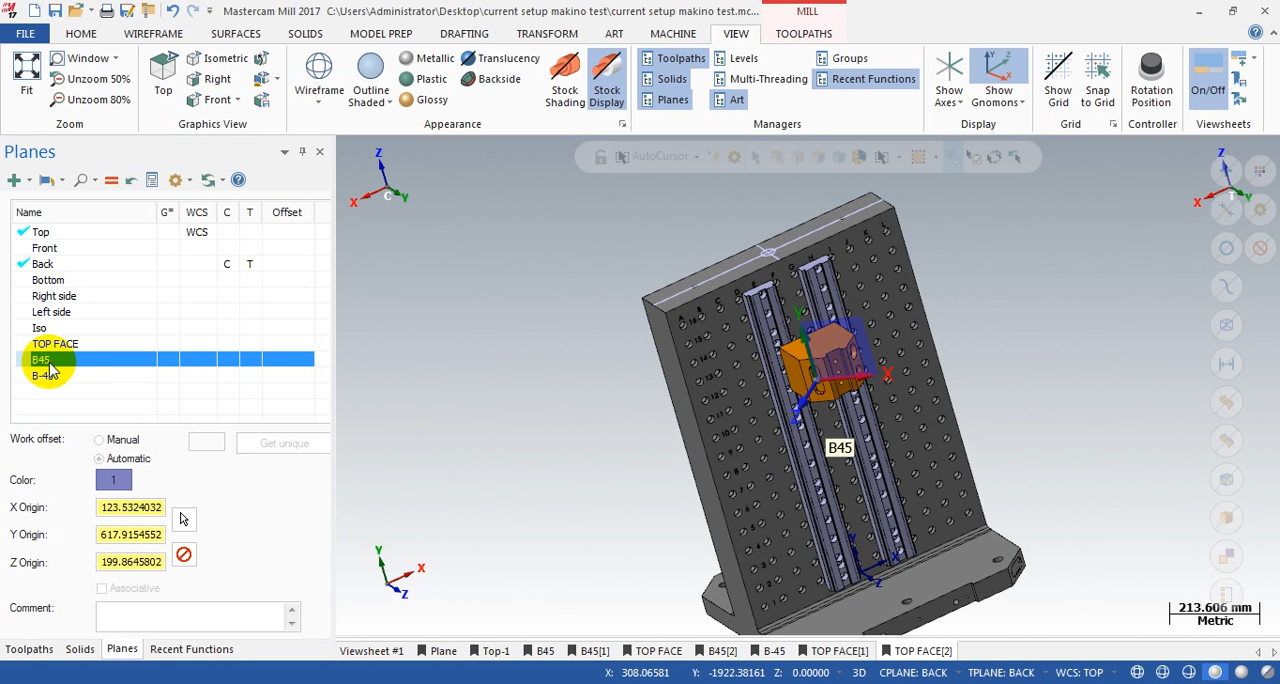 Mastercam Mill 2017 C:\Users\Administrator\Desktop\current setup makino test\current setup makino test.mc...
MILL
FILE HOME WIREFRAME SURFACES SOLIDS MODEL PREP DRAFTING TRANSFORM ART MACHINE VIEW TOOLPATHS
Fit
Window
Unzoom 50%
Unzoom 80%
Zoom
Top
Isometric
Right
Front
Graphics View
Wireframe
Outline Shaded
Metallic
Plastic
Glossy
Translucency
Appearance
Stock Shading
Stock Display
Toolpaths
Solids
Planes
Levels
Multi-Threading
Art
Groups
Recent Functions
Managers
Show Axes
Show Gnomons
Display
Show Grid
Snap to Grid
Grid
Rotation Position
Controller
On/Off
Viewsheets
Planes
Name G* WCS C T Offset
Top WCS
Front
Back C T
Bottom
Right side
Left side
Iso
TOP FACE
B45
Work offset: Manual Get unique
Automatic
Color: 1
X Origin: 123.5324032
Y Origin: 617.9154552
Z Origin: 199.8645802
Associative
Comment:
Toolpaths Solids Planes Recent Functions
AutoCursor
Z
X
Y
C
Z
X
Y
T
Y
X
Z
Y
X
Z
B45
Y
X
Z
213.606 mm
Metric
Viewsheet #1 Plane Top-1 B45 B45[1] TOP FACE B45[2] B-45 TOP FACE[1] TOP FACE[2]
X: 308.06581 Y: -1922.38161 Z: 0.00000 3D CPLANE: BACK TPLANE: BACK WCS: TOP